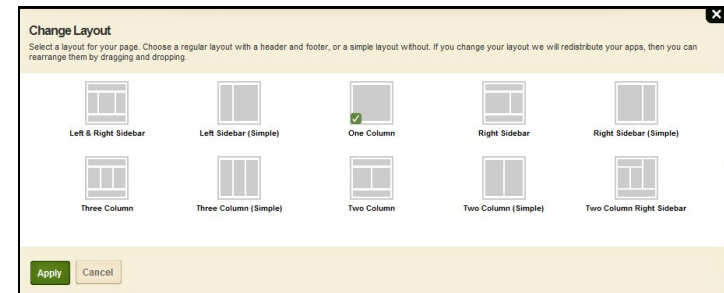 Change Layout
Select a layout for your page. Choose a regular layout with a header and footer, or a simple layout without. If you change your layout we will redistribute your apps, then you can
rearrange them by dragging and dropping.
Left & Right Sidebar
Left Sidebar (Simple)
One Column
Right Sidebar
Right Sidebar (Simple)
Three Column
Three Column (Simple)
Two Column
Two Column (Simple)
Two Column Right Sidebar
Apply
Cancel